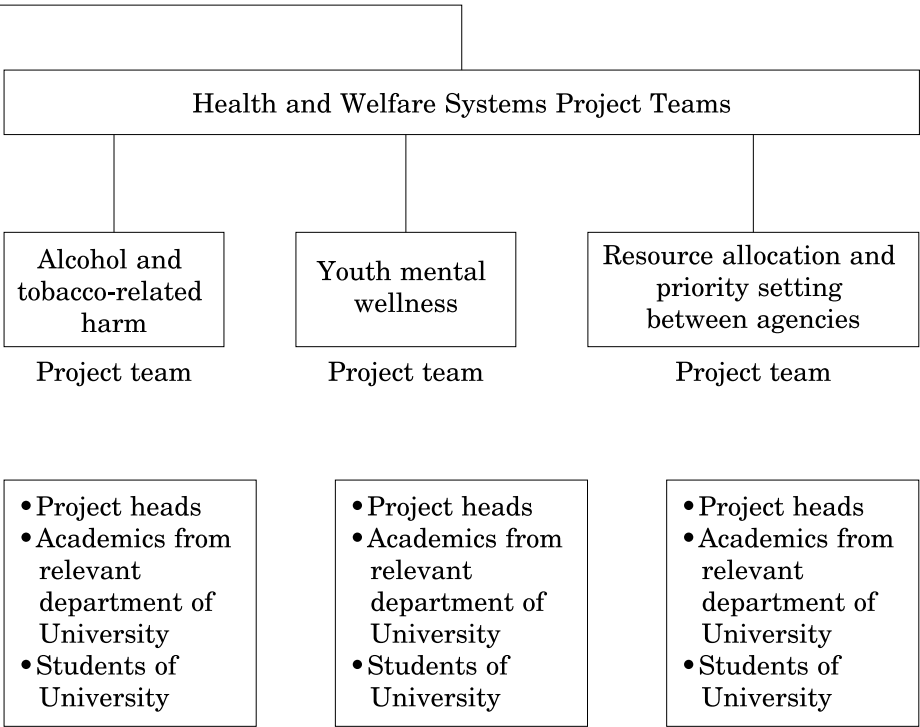 Health and Welfare Systems Project Teams
Alcohol and
tobacco-related
harm
Project team
Youth mental
wellness
Project team
Resource allocation and
priority setting
between agencies
Project team
•Project heads
•Academics from
relevant
department of
University
•Students of
University
•Project heads
•Academics from
relevant
department of
University
•Students of
University
•Project heads
•Academics from
relevant
department of
University
•Students of
University